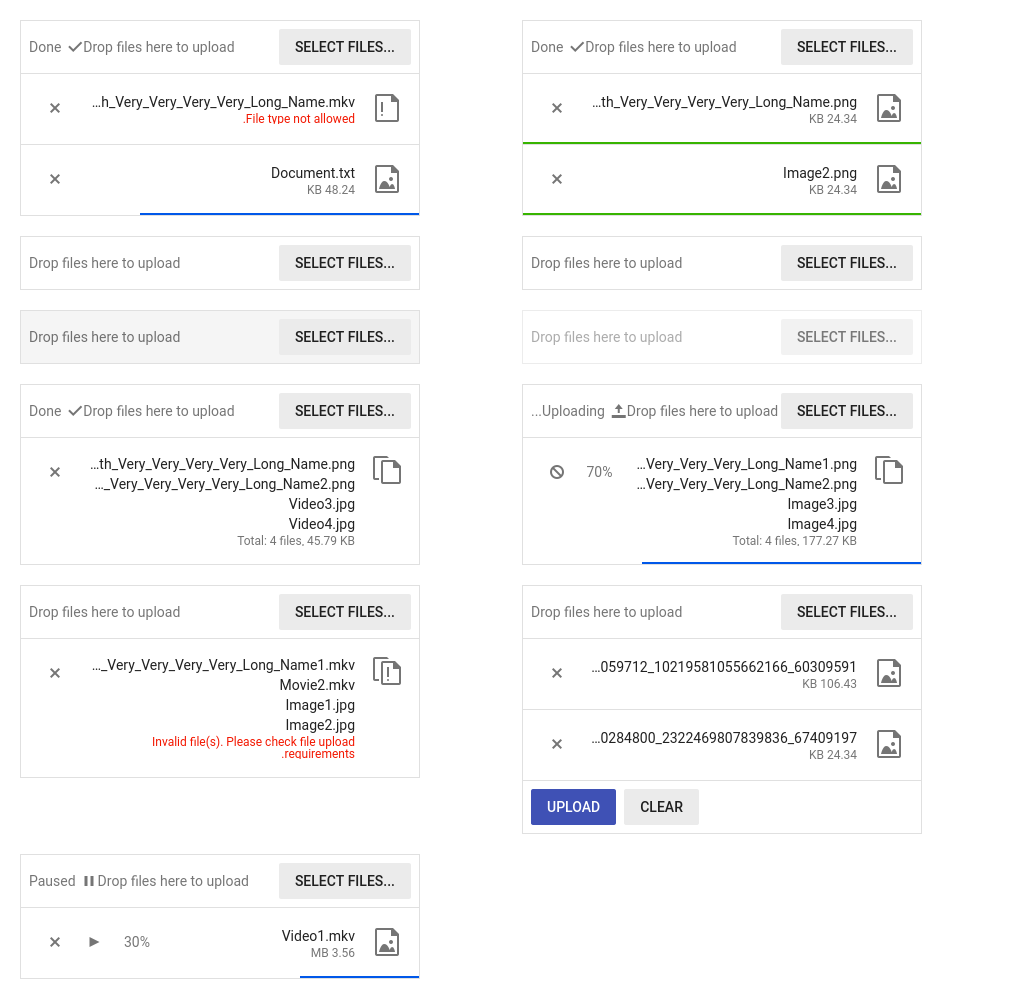 Done Drop files here to upload SELECT FILES...
...h_Very_Very_Very_Very_Long_Name.mkv
.File type not allowed
Document.txt
KB 48.24
Done Drop files here to upload SELECT FILES...
...th_Very_Very_Very_Very_Long_Name.png
KB 24.34
Image2.png
KB 24.34
Drop files here to upload SELECT FILES...
Drop files here to upload SELECT FILES...
Drop files here to upload SELECT FILES...
Drop files here to upload SELECT FILES...
Done Drop files here to upload SELECT FILES...
...th_Very_Very_Very_Very_Long_Name.png
..._Very_Very_Very_Very_Long_Name2.png
Video3.jpg
Video4.jpg
Total: 4 files, 45.79 KB
...Uploading Drop files here to upload SELECT FILES...
70% ...Very_Very_Very_Long_Name1.png
...Very_Very_Very_Long_Name2.png
Image3.jpg
Image4.jpg
Total: 4 files, 177.27 KB
Drop files here to upload SELECT FILES...
..._Very_Very_Very_Very_Long_Name1.mkv
Movie2.mkv
Image1.jpg
Image2.jpg
Invalid file(s). Please check file upload
.requirements
Drop files here to upload SELECT FILES...
...059712_10219581055662166_60309591
KB 106.43
...0284800_2322469807839836_67409197
KB 24.34
UPLOAD CLEAR
Paused Drop files here to upload SELECT FILES...
30% Video1.mkv
MB 3.56